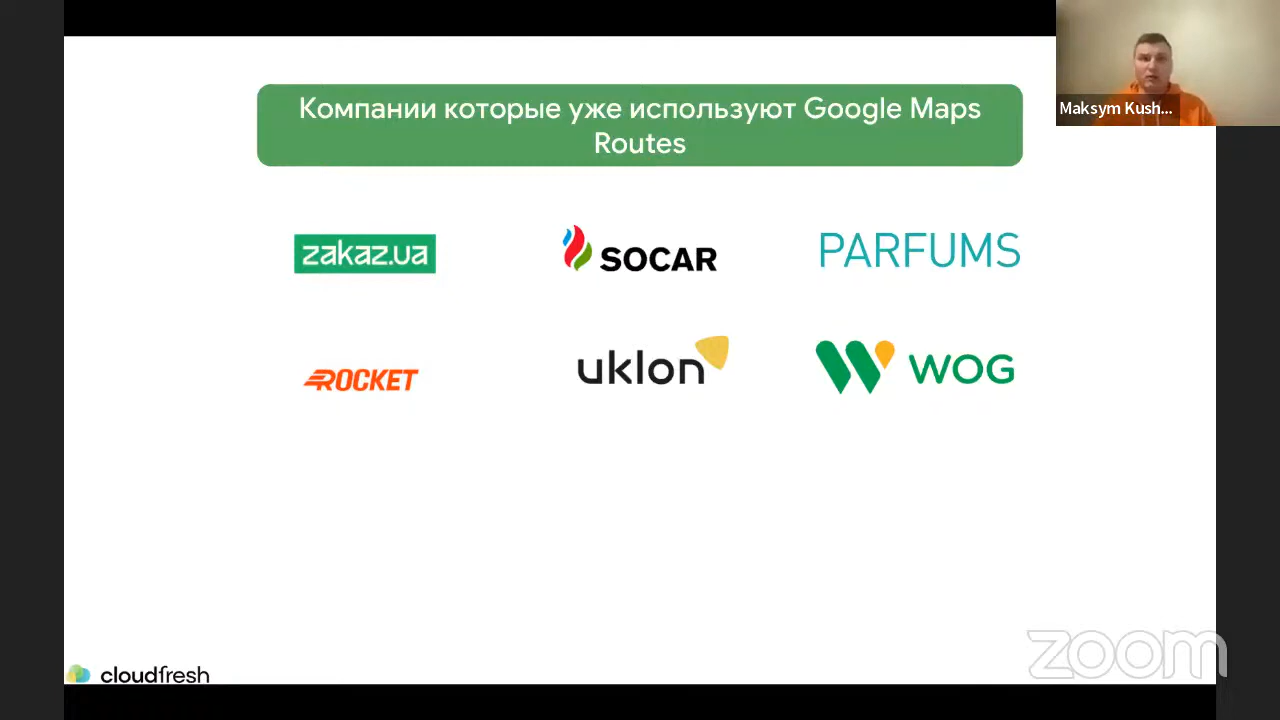 Компании которые уже используют Google Maps
Routes
Maksym Kush...
zakaz.ua
SOCAR
PARFUMS
ROCKET
uklon
WOG
cloudfresh
zoom